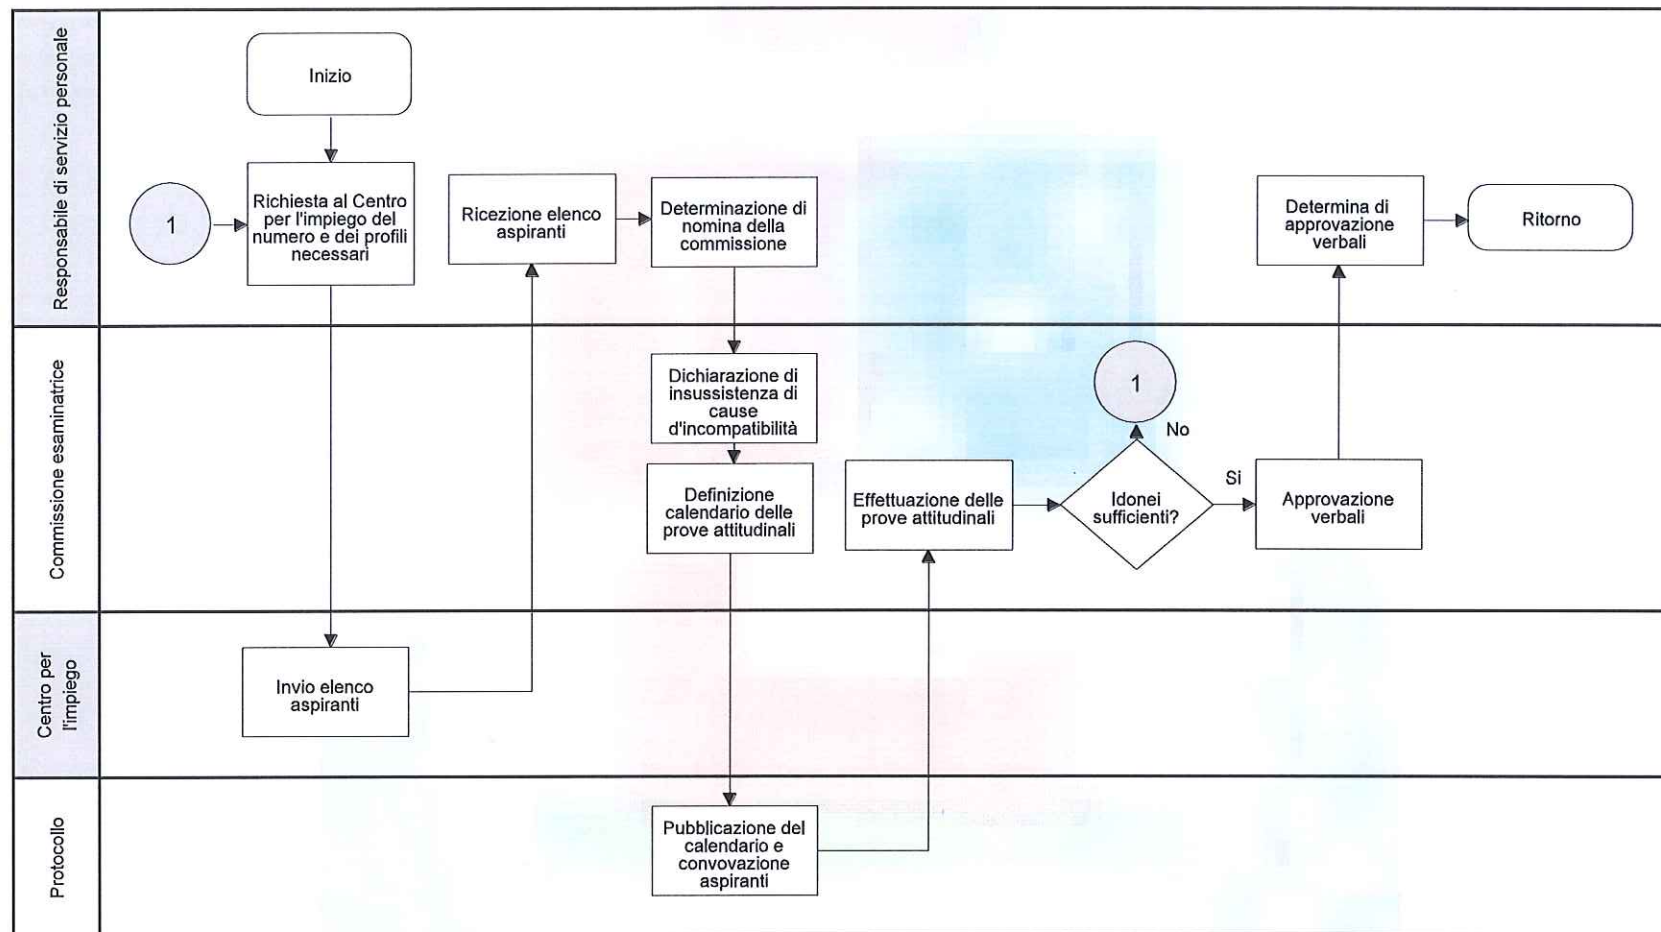 Responsabile di servizio personale
Inizio
1
Richiesta al Centro
per l'impiego del
numero e dei profili
necessari
Ricezione elenco
aspiranti
Determinazione di
nomina della
commissione
Determina di
approvazione
verbali
Ritorno
Commissione esaminatrice
Dichiarazione di
insussistenza di
cause
d'incompatibilità
Definizione
calendario delle
prove attitudinali
Effettuazione delle
prove attitudinali
1
No
Idonei
sufficienti?
Si
Approvazione
verbali
Centro per
l'impiego
Invio elenco
aspiranti
Protocollo
Pubblicazione del
calendario e
convovazione
aspiranti